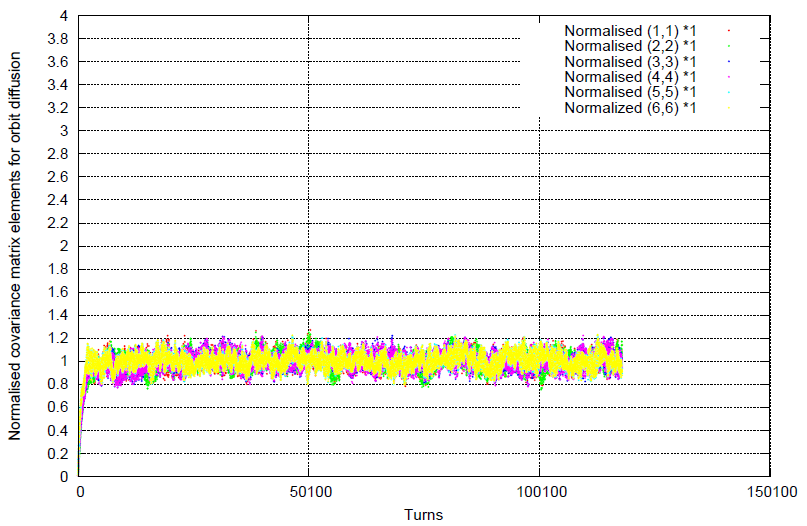 Normalised covariance matrix elements for orbit diffusion
4
3.8
3.6
3.4
3.2
3
2.8
2.6
2.4
2.2
2
1.8
1.6
1.4
1.2
1
0.8
0.6
0.4
0.2
0
Normalised (1,1) *1
Normalised (2,2) *1
Normalised (3,3) *1
Normalised (4,4) *1
Normalised (5,5) *1
Normalized (6,6) *1
0 50100 100100 150100
Turns